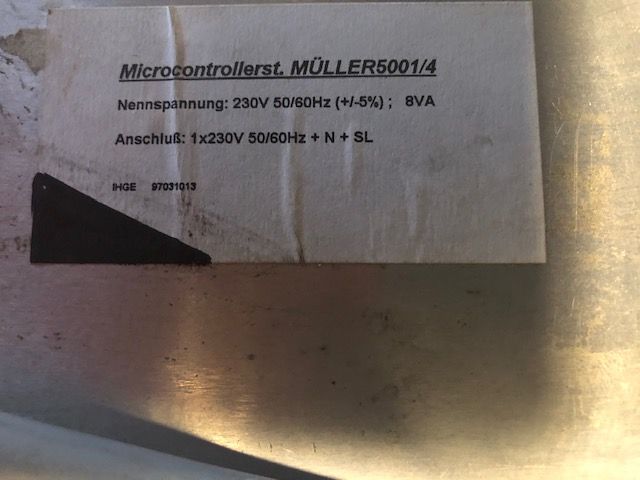 Microcontrollerst. MÜLLER5001/4
Nennspannung: 230V 50/60Hz (+/-5%) ; 8VA
Anschluß: 1x230V 50/60Hz + N + SL
IHGE 97031013